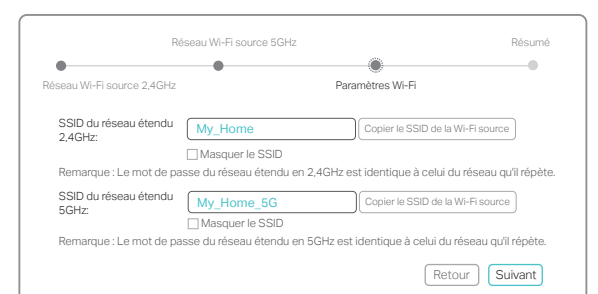 Réseau Wi-Fi source 5GHz Résumé
Réseau Wi-Fi source 2,4GHz Paramètres Wi-Fi
SSID du réseau étendu 2,4GHz: My_Home Copier le SSID de la Wi-Fi source
Masquer le SSID
Remarque : Le mot de passe du réseau étendu en 2,4GHz est identique à celui du réseau qu'il répète.
SSID du réseau étendu 5GHz: My_Home_5G Copier le SSID de la Wi-Fi source
Masquer le SSID
Remarque : Le mot de passe du réseau étendu en 5GHz est identique à celui du réseau qu'il répète.
Retour Suivant